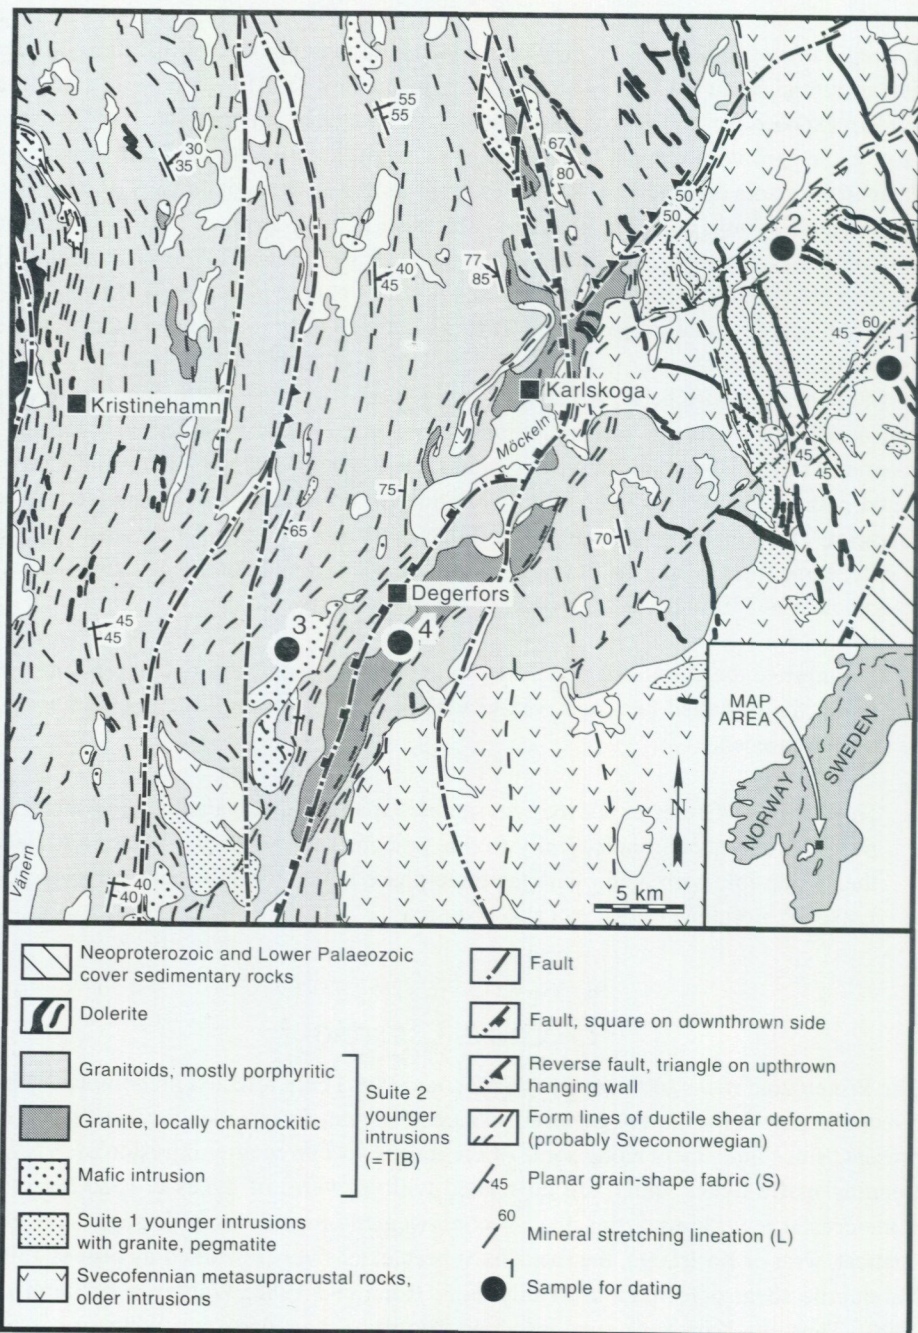 55
55
30
35
67
80
50
50
2
77
85
40
45
60
45
1
Kristinehamn
Karlskoga
Möckeln
45
45
75
65
70
Degerfors
45
45
3
4
MAP
AREA
SWEDEN
NORWAY
N
Vänern
40
40
5 km
Neoproterozoic and Lower Palaeozoic
cover sedimentary rocks
Dolerite
Granitoids, mostly porphyritic
Granite, locally charnockitic
Mafic intrusion
Suite 2
younger
intrusions
(=TIB)
Suite 1 younger intrusions
with granite, pegmatite
Svecofennian metasupracrustal rocks,
older intrusions
Fault
Fault, square on downthrown side
Reverse fault, triangle on upthrown
hanging wall
Form lines of ductile shear deformation
(probably Sveconorwegian)
45
Planar grain-shape fabric (S)
60
Mineral stretching lineation (L)
1
Sample for dating